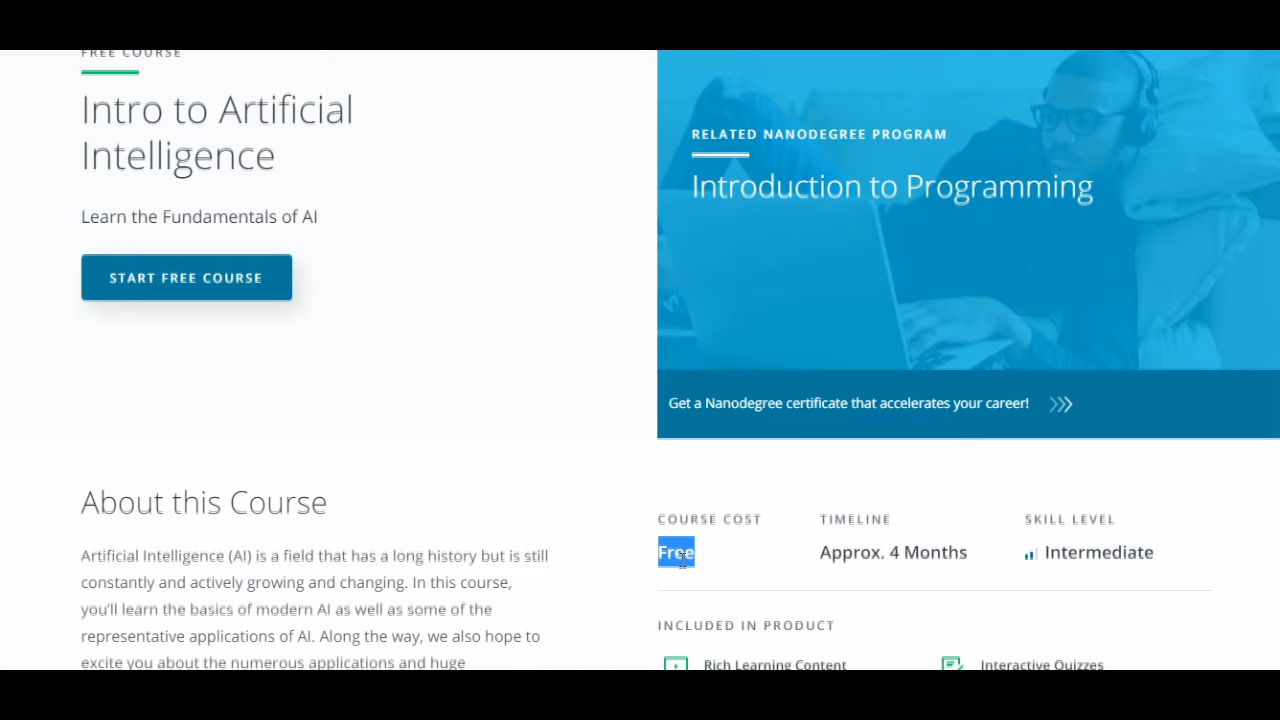 FREE COURSE
Intro to Artificial
Intelligence
Learn the Fundamentals of AI
START FREE COURSE
RELATED NANODEGREE PROGRAM
Introduction to Programming
Get a Nanodegree certificate that accelerates your career!
About this Course
Artificial Intelligence (AI) is a field that has a long history but is still
constantly and actively growing and changing. In this course,
you'll learn the basics of modern AI as well as some of the
representative applications of AI. Along the way, we also hope to
excite you about the numerous applications and huge
COURSE COST
Free
TIMELINE
Approx. 4 Months
SKILL LEVEL
Intermediate
INCLUDED IN PRODUCT
Rich Learning Content
Interactive Quizzes